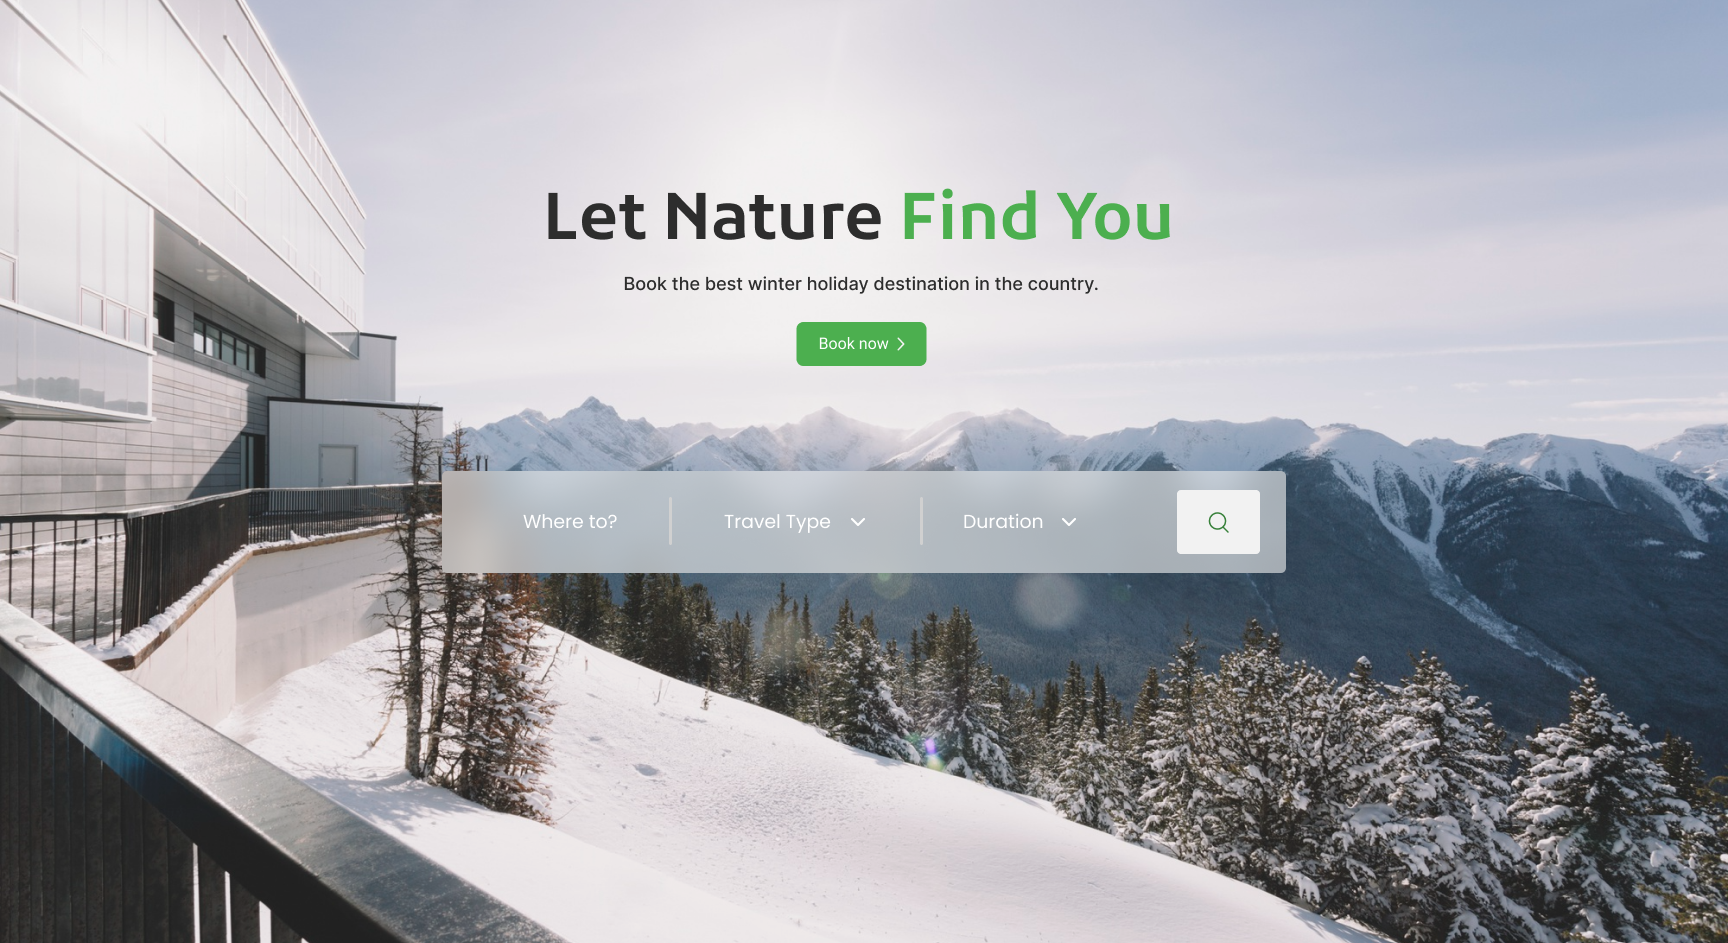 Let Nature Find You
Book the best winter holiday destination in the country.
Book now
Where to?
Travel Type
Duration